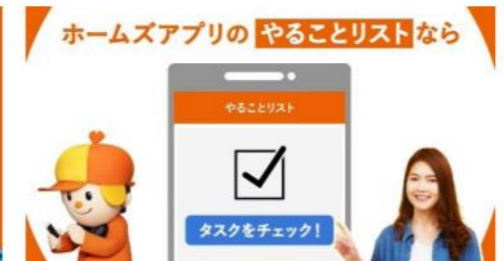 ホームズアプリの やることリスト なら
やることリスト
タスクをチェック!